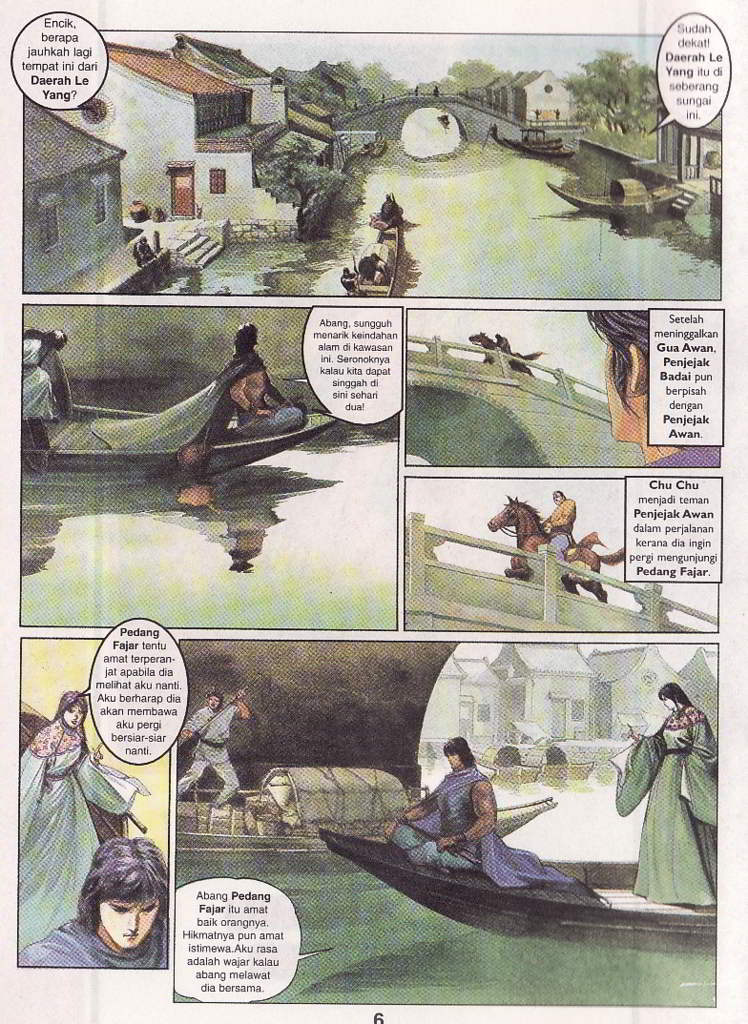 Encik,
berapa
jauhkah lagi
tempat ini dari
Daerah Le
Yang?
Sudah
dekat!
Daerah Le
Yang itu di
seberang
sungai
ini.
Abang, sungguh
menarik keindahan
alam di kawasan
ini. Seronoknya
kalau kita dapat
singgah di
sini sehari
dua!
Setelah
meninggalkan
Gua Awan,
Penjejak
Badai pun
berpisah
dengan
Penjejak
Awan.
Chu Chu
menjadi teman
Penjejak Awan
dalam perjalanan
kerana dia ingin
pergi mengunjungi
Pedang Fajar.
Pedang
Fajar tentu
amat terperan-
jat apabila dia
melihat aku nanti.
Aku berharap dia
akan membawa
aku pergi
bersiar-siar
nanti.
Abang Pedang
Fajar itu amat
baik orangnya.
Hikmatnya pun amat
istimewa.Aku rasa
adalah wajar kalau
abang melawat
dia bersama.
6